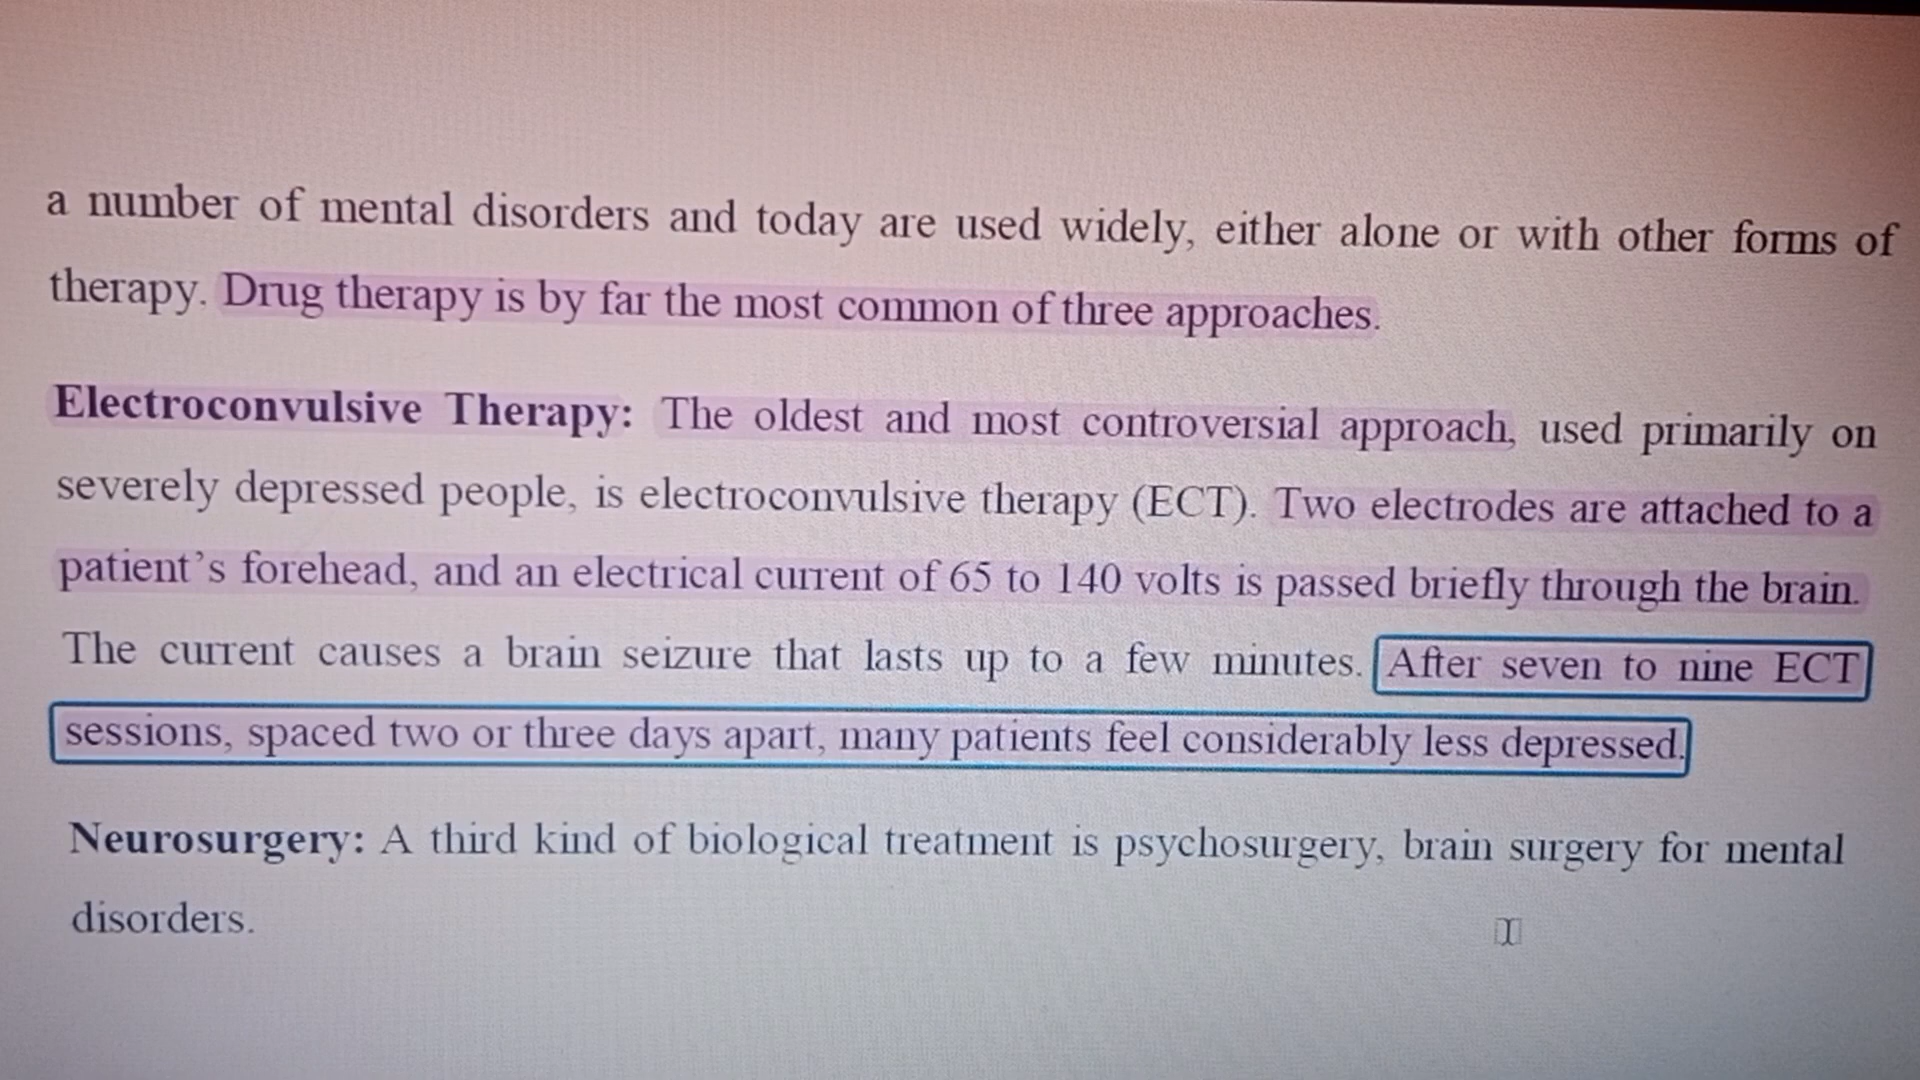 a number of mental disorders and today are used widely, either alone or with other forms of
therapy. Drug therapy is by far the most common of three approaches.
Electroconvulsive Therapy: The oldest and most controversial approach, used primarily on
severely depressed people, is electroconvulsive therapy (ECT). Two electrodes are attached to a
patient’s forehead, and an electrical current of 65 to 140 volts is passed briefly through the brain.
The current causes a brain seizure that lasts up to a few minutes. After seven to nine ECT
sessions, spaced two or three days apart, many patients feel considerably less depressed.
Neurosurgery: A third kind of biological treatment is psychosurgery, brain surgery for mental
disorders.